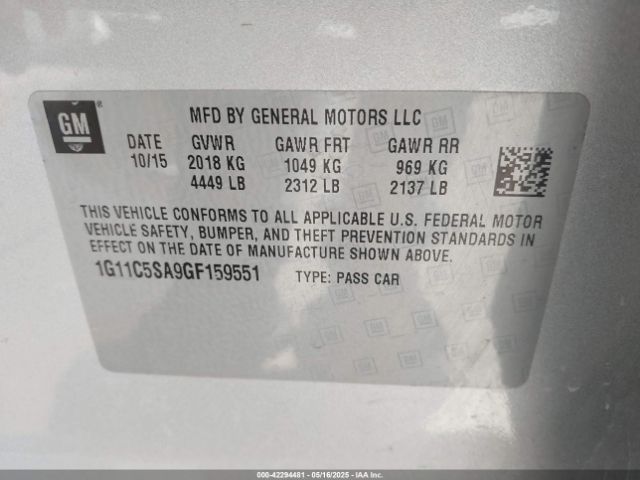 GM ®
MFD BY GENERAL MOTORS LLC
DATE GVWR GAWR FRT GAWR RR
10/15 2018 KG 1049 KG 969 KG
4449 LB 2312 LB 2137 LB
THIS VEHICLE CONFORMS TO ALL APPLICABLE U.S. FEDERAL MOTOR
VEHICLE SAFETY, BUMPER, AND THEFT PREVENTION STANDARDS IN
EFFECT ON THE DATE OF MANUFACTURE SHOWN ABOVE.
1G11C5SA9GF159551 TYPE: PASS CAR
000-42294481 - 05/16/2025 - IAA Inc.